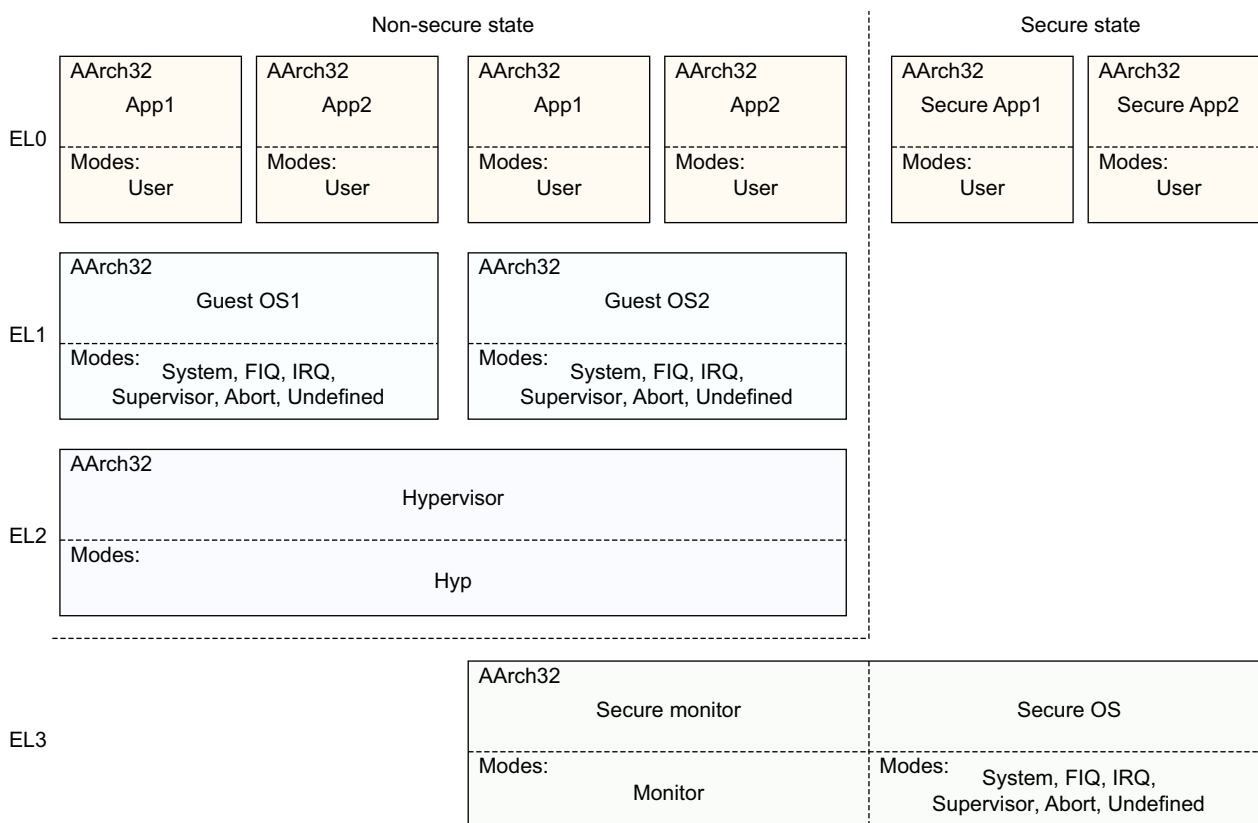 Non-secure state
Secure state
AArch32
App1
Modes:
User
AArch32
App2
Modes:
User
AArch32
App1
Modes:
User
AArch32
App2
Modes:
User
AArch32
Secure App1
Modes:
User
AArch32
Secure App2
Modes:
User
EL0
AArch32
Guest OS1
Modes:
System, FIQ, IRQ,
Supervisor, Abort, Undefined
AArch32
Guest OS2
Modes:
System, FIQ, IRQ,
Supervisor, Abort, Undefined
EL1
AArch32
Hypervisor
Modes:
Hyp
EL2
AArch32
Secure monitor
Modes:
Monitor
Secure OS
Modes:
System, FIQ, IRQ,
Supervisor, Abort, Undefined
EL3